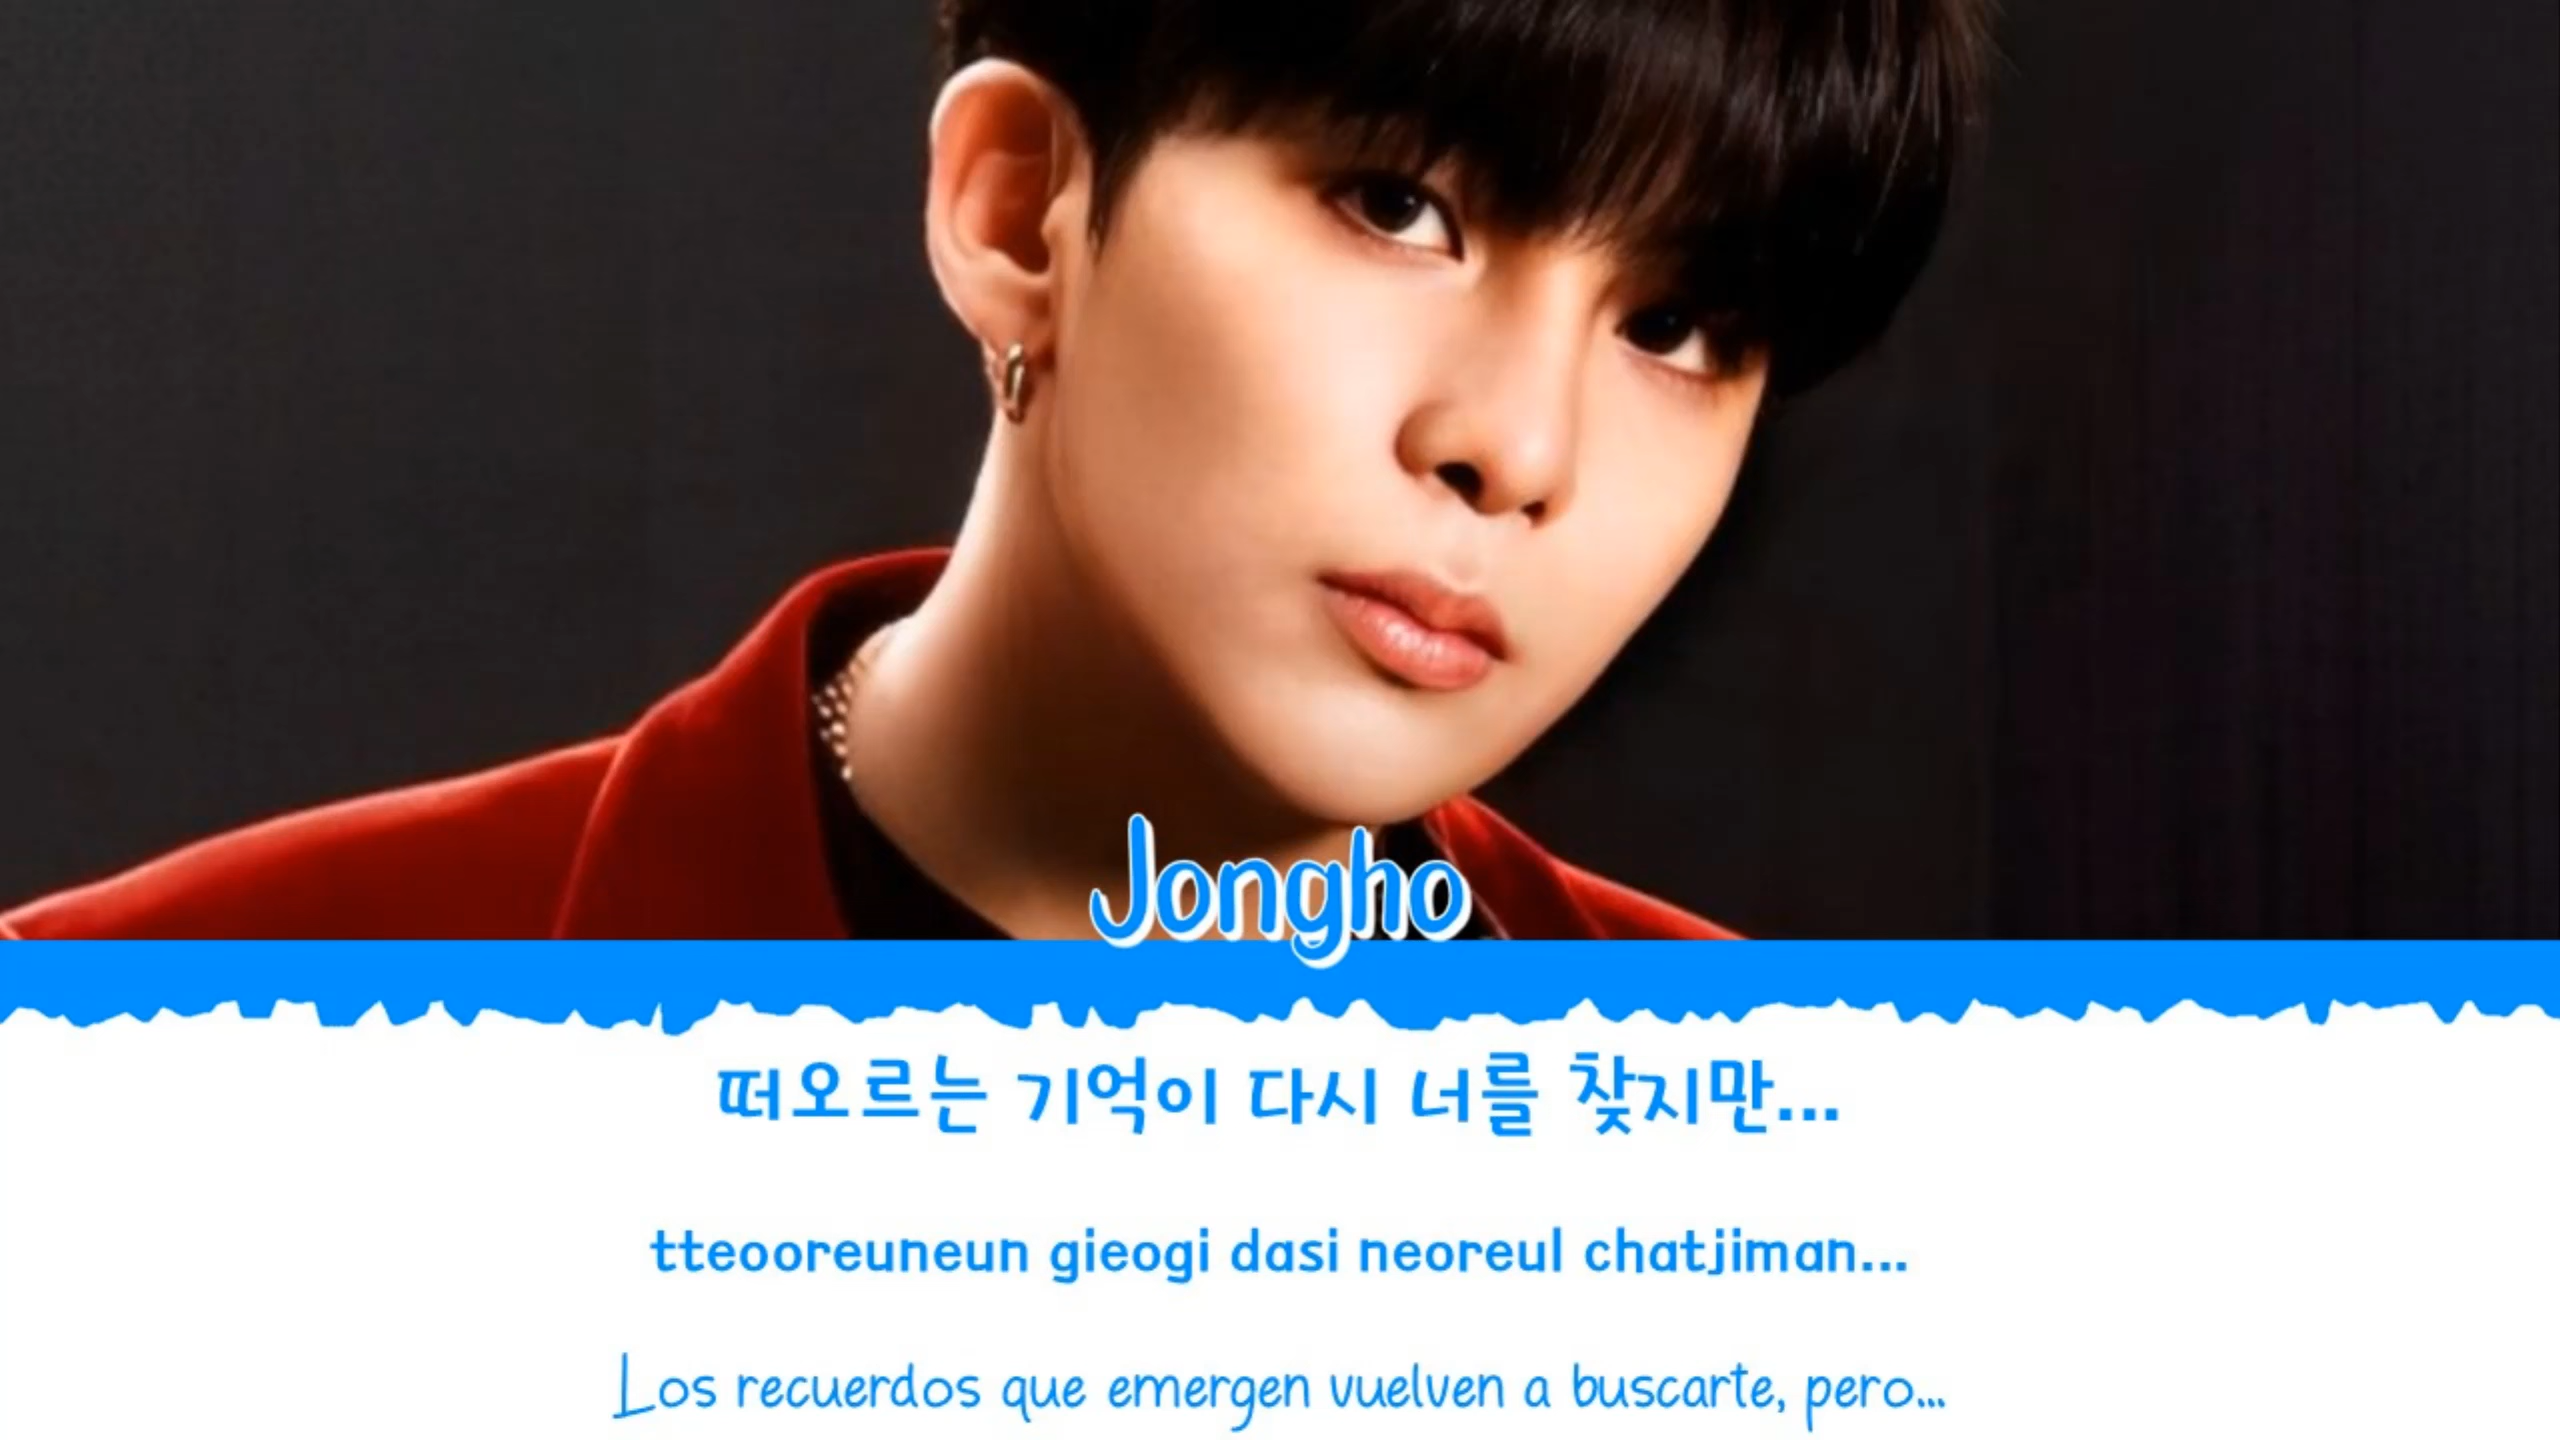 Jongho
떠오르는 기억이 다시 너를 찾지만...
tteooreuneun gieogi dasi neoreul chatjiman...
Los recuerdos que emergen vuelven a buscarte, pero...